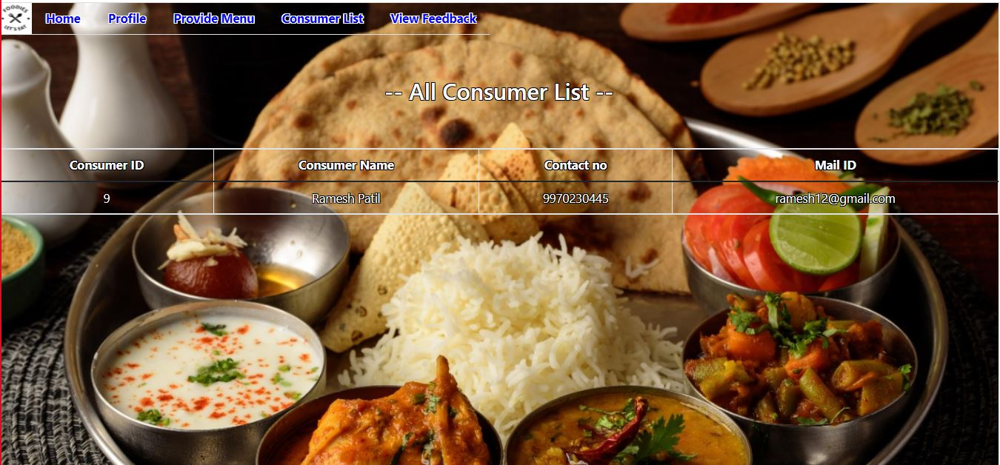 FOODIES
LET'S EAT
Home Profile Provide Menu Consumer List View Feedback
-- All Consumer List --
Consumer ID Consumer Name Contact no Mail ID
9 Ramesh Patil 9970230445 ramesh12@gmail.com